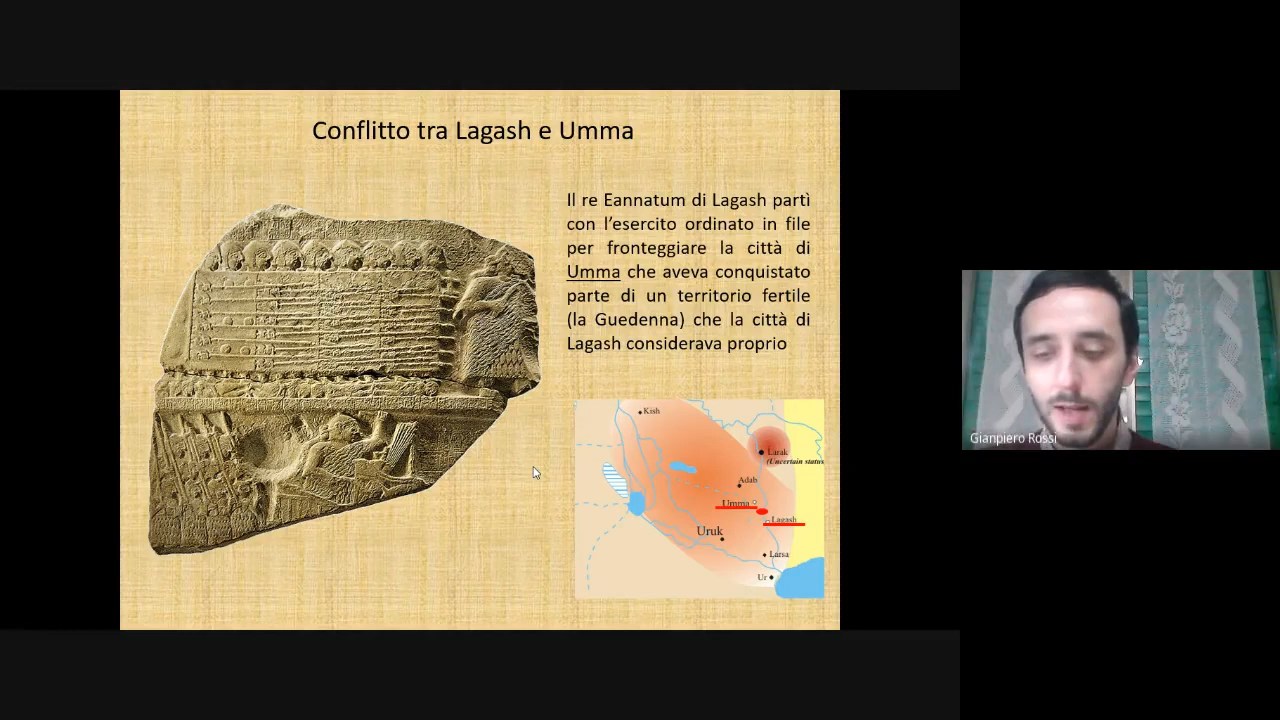 Conflitto tra Lagash e Umma
Il re Eannatum di Lagash partì
con l’esercito ordinato in file
per fronteggiare la città di
Umma che aveva conquistato
parte di un territorio fertile
(la Guedenna) che la città di
Lagash considerava proprio
Kish
Larak
(Uncertain status
Adab
Umma
Lagash
Uruk
Larsa
Ur
Gianpiero Rossi